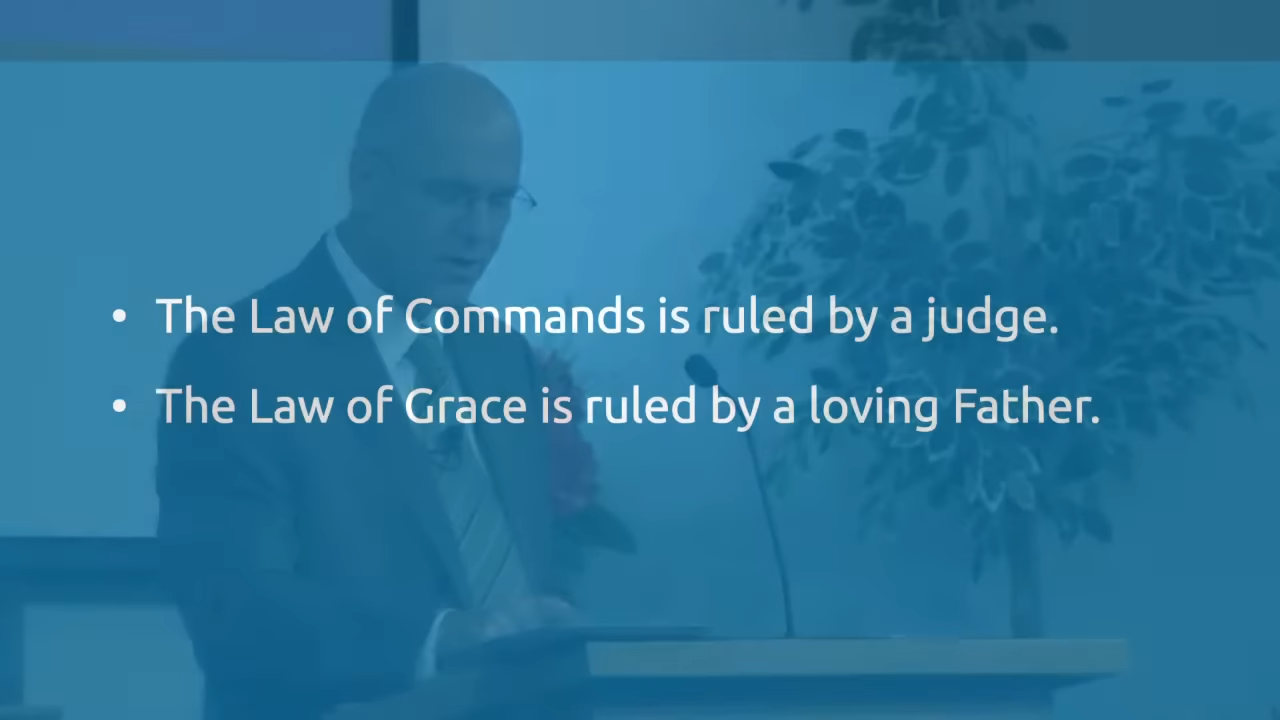 • The Law of Commands is ruled by a judge.
• The Law of Grace is ruled by a loving Father.